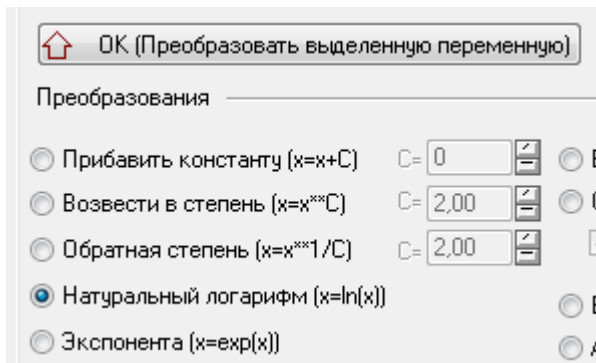 OK (Преобразовать выделенную переменную)
Преобразования
Прибавить константу (x=x+C) C= 0
Возвести в степень (x=x**C) C= 2,00
Обратная степень (x=x**1/C) C= 2,00
Натуральный логарифм (x=ln(x))
Экспонента (x=exp(x))